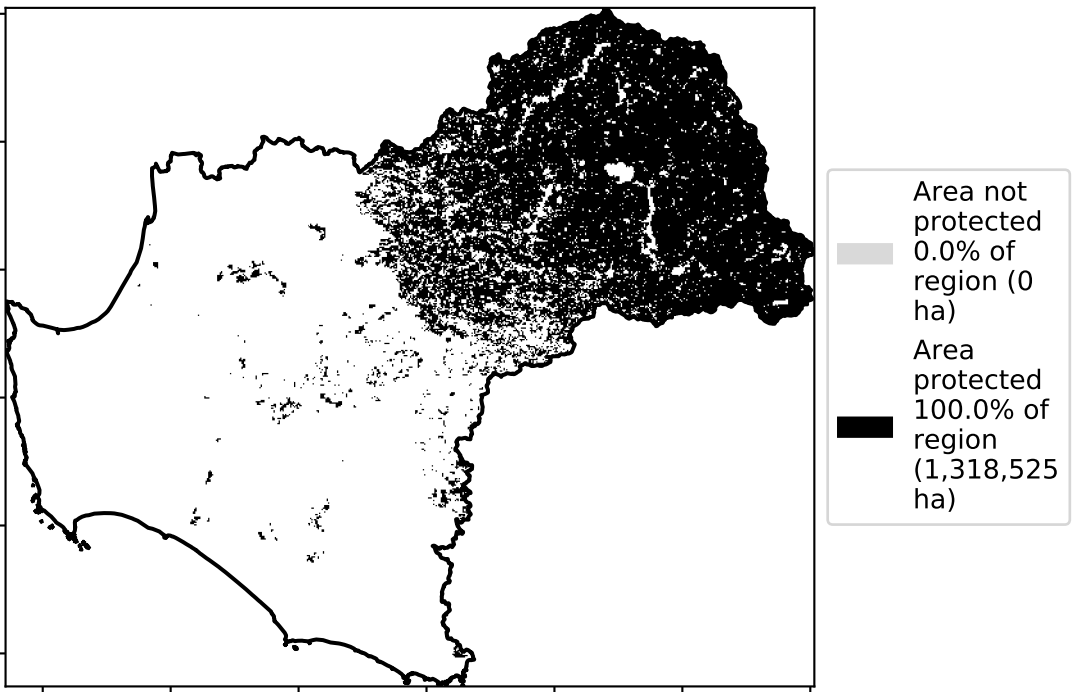 Area not
protected
0.0% of
region (0
ha)
Area
protected
100.0% of
region
(1,318,525
ha)